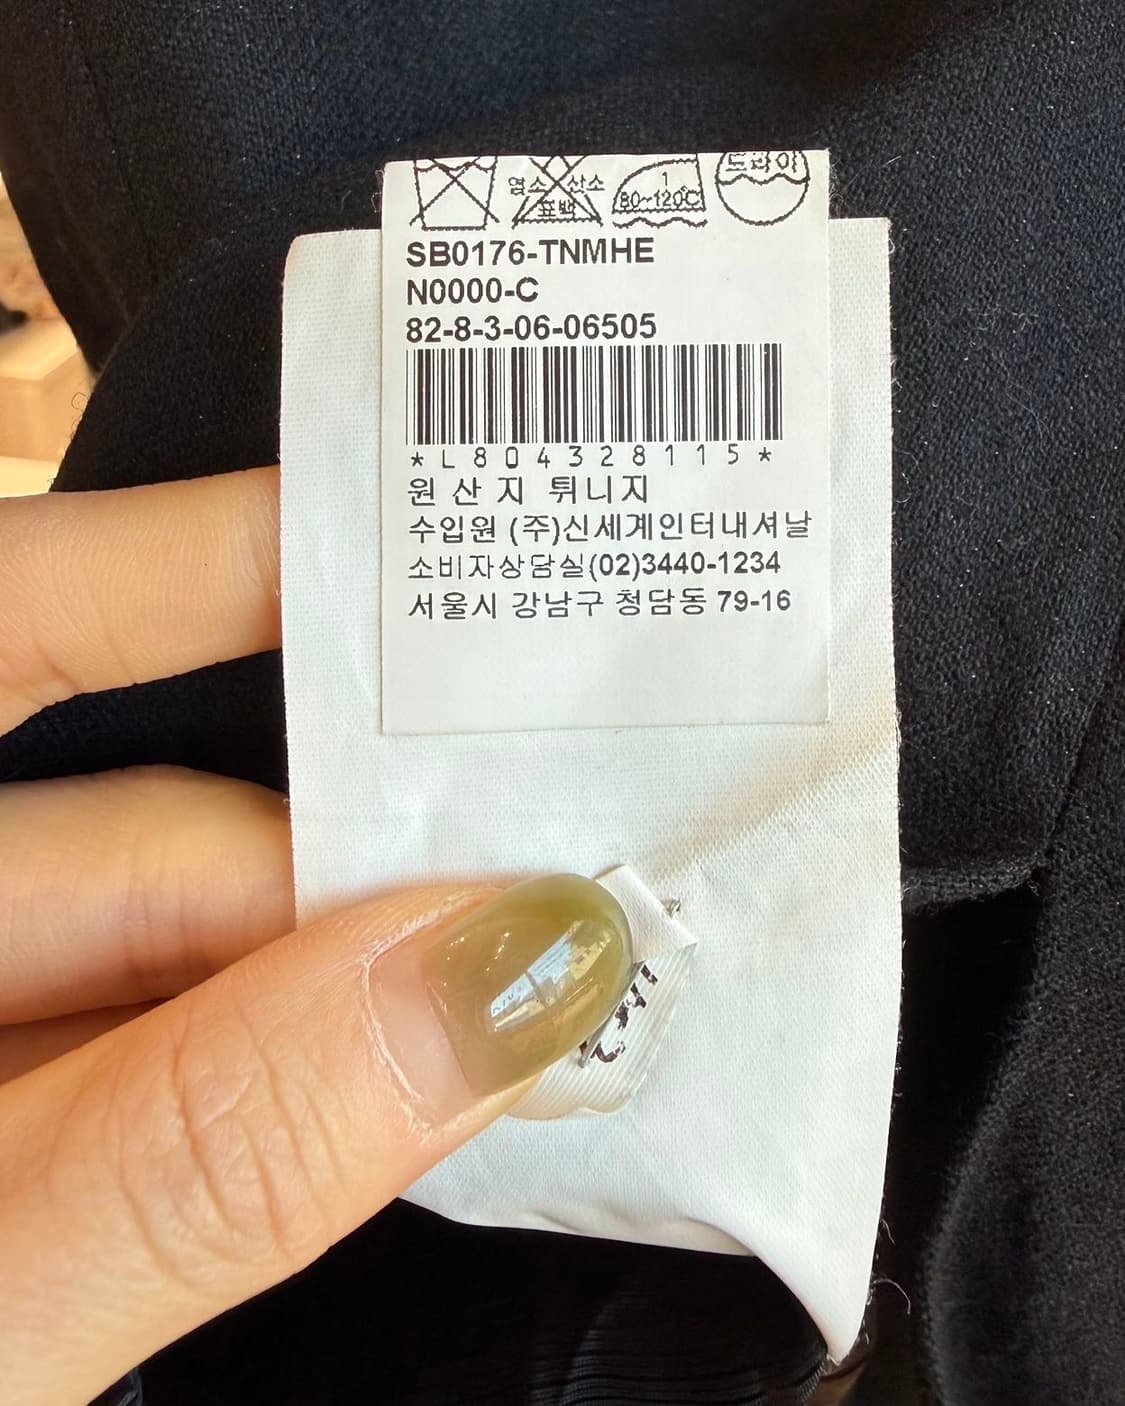 염소 산소
표백
1
80~120℃
드라이
SB0176-TNMHE
N0000-C
82-8-3-06-06505
*L804328115*
원산지 튀니지
수입원 (주)신세계인터내셔날
소비자상담실(02)3440-1234
서울시 강남구 청담동 79-16